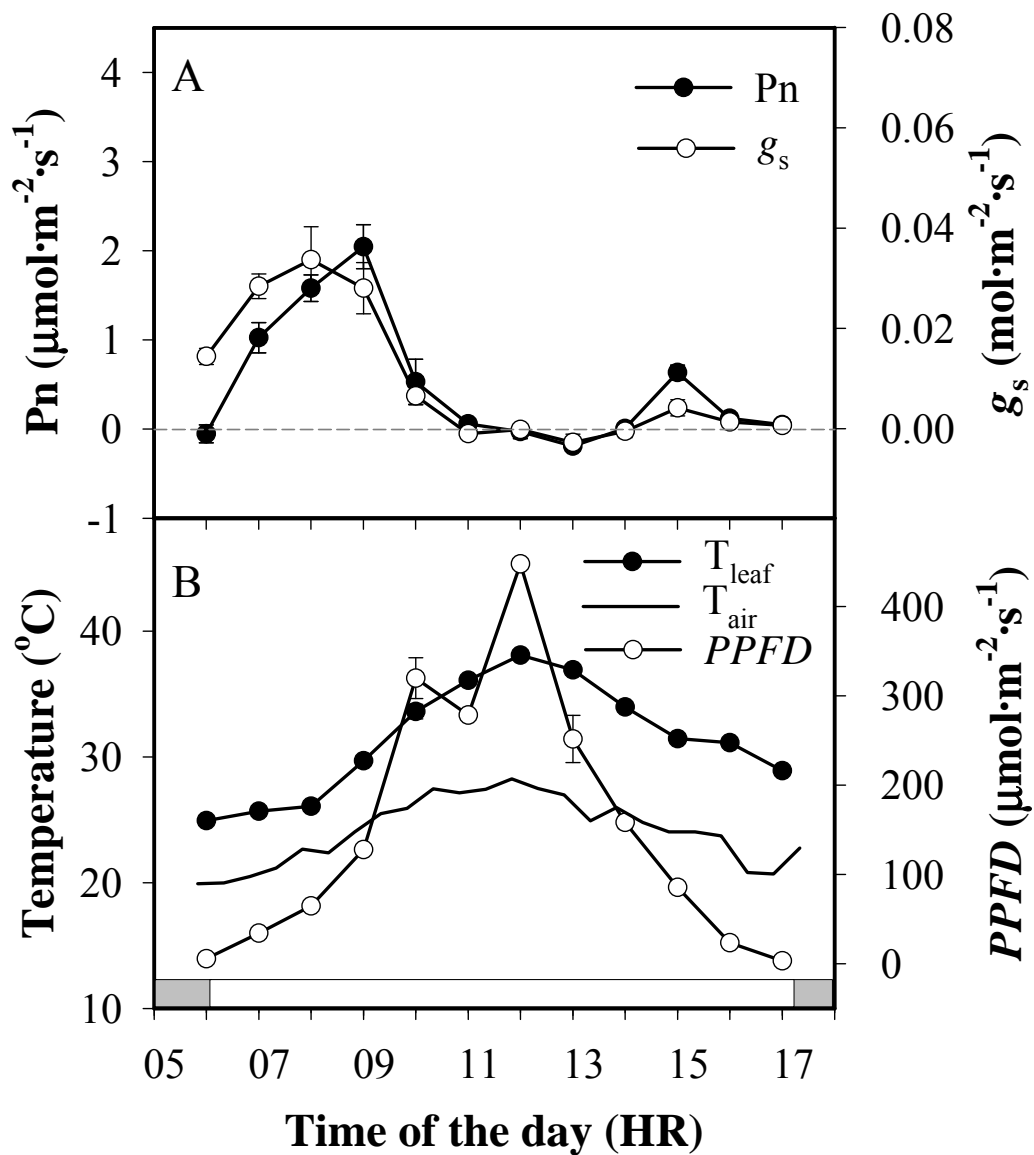 A
Pn
gs
4
3
2
1
0
-1
Pn (μmol·m-2·s-1)
0.08
0.06
0.04
0.02
0.00
gs (mol·m-2·s-1)
B
Tleaf
Tair
PPFD
40
30
20
10
Temperature (oC)
400
300
200
100
0
PPFD (μmol·m-2·s-1)
05 07 09 11 13 15 17
Time of the day (HR)